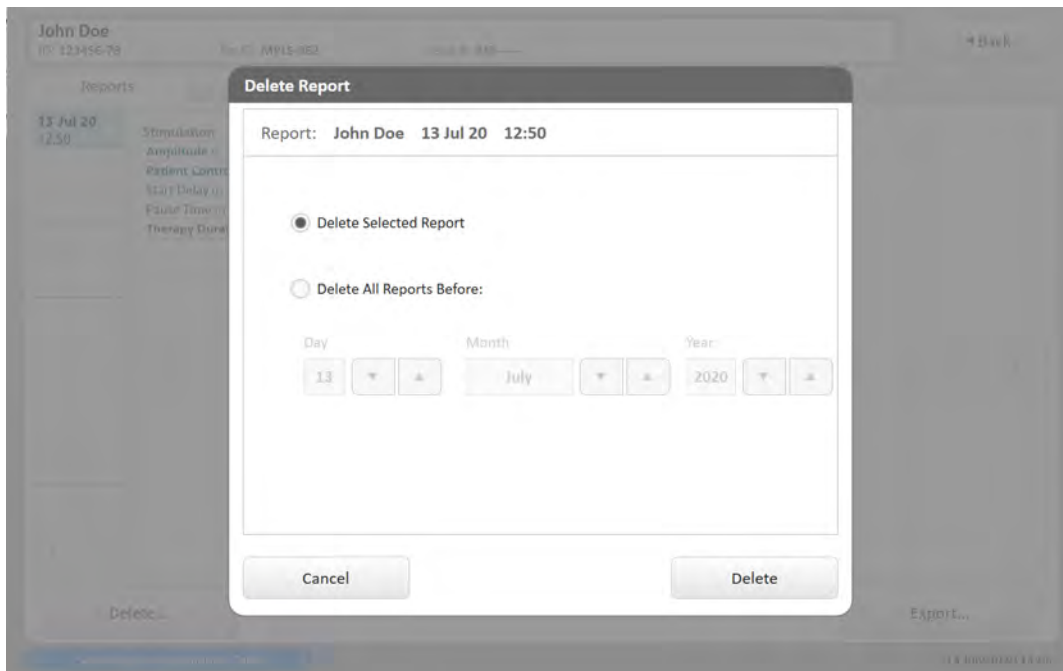 John Doe
ID: 123456-78
Back
Reports
13 Jul 20
12:50
Stimulation
Amplitude
Patient Contr
Start Delay
Pause Time
Therapy Dura
Delete Report
Report: John Doe 13 Jul 20 12:50
Delete Selected Report
Delete All Reports Before:
Day Month Year
13 July 2020
Cancel Delete
Delete... Export...